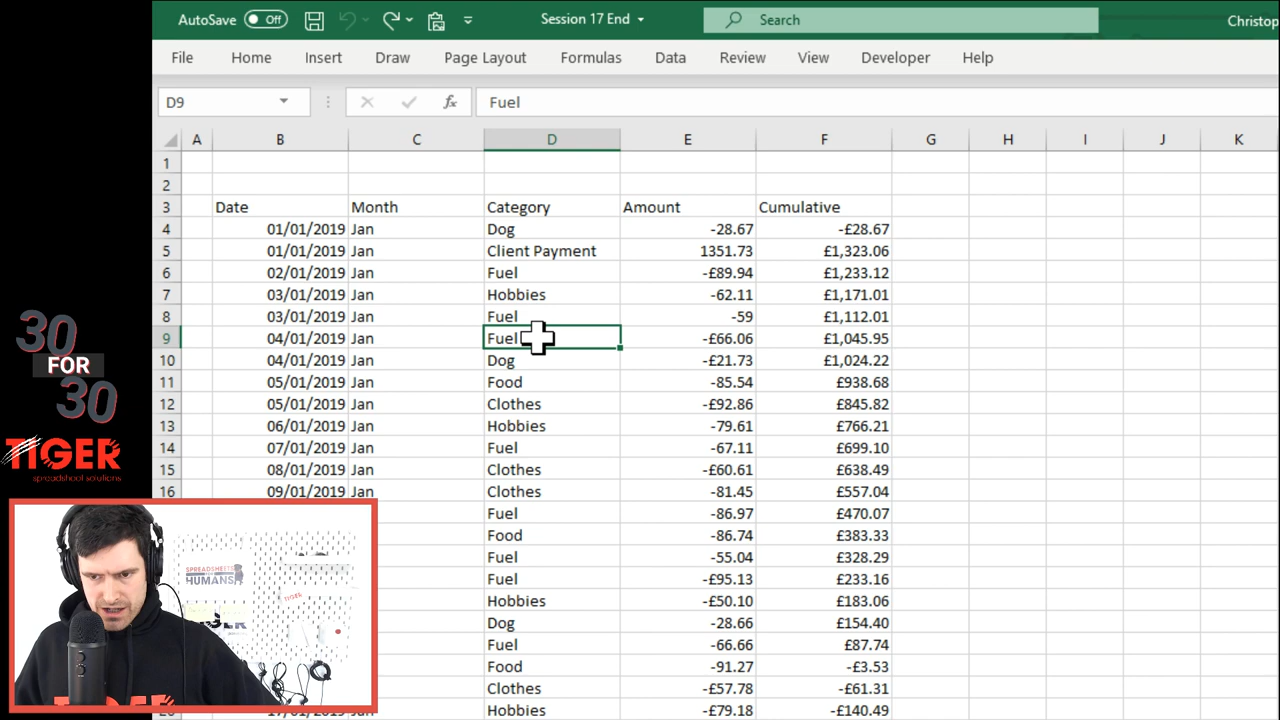 AutoSave Off Session 17 End Search Christop
File Home Insert Draw Page Layout Formulas Data Review View Developer Help
D9 fx Fuel
A B C D E F G H I J K
1
2
3 Date Month Category Amount Cumulative
4 01/01/2019 Jan Dog -28.67 -£28.67
5 01/01/2019 Jan Client Payment 1351.73 £1,323.06
6 02/01/2019 Jan Fuel -£89.94 £1,233.12
7 03/01/2019 Jan Hobbies -62.11 £1,171.01
8 03/01/2019 Jan Fuel -59 £1,112.01
9 04/01/2019 Jan Fuel -£66.06 £1,045.95
10 04/01/2019 Jan Dog -£21.73 £1,024.22
11 05/01/2019 Jan Food -85.54 £938.68
12 05/01/2019 Jan Clothes -£92.86 £845.82
13 06/01/2019 Jan Hobbies -79.61 £766.21
14 07/01/2019 Jan Fuel -67.11 £699.10
15 08/01/2019 Jan Clothes -£60.61 £638.49
16 09/01/2019 Jan Clothes -81.45 £557.04
Fuel -86.97 £470.07
Food -86.74 £383.33
Fuel -55.04 £328.29
Fuel -£95.13 £233.16
Hobbies -£50.10 £183.06
Dog -28.66 £154.40
Fuel -66.66 £87.74
Food -91.27 -£3.53
Clothes -£57.78 -£61.31
Hobbies -£79.18 -£140.49
30
FOR
30
TIGER
spreadsheet solutions
SPREADSHEETS
HUMANS
TIGER